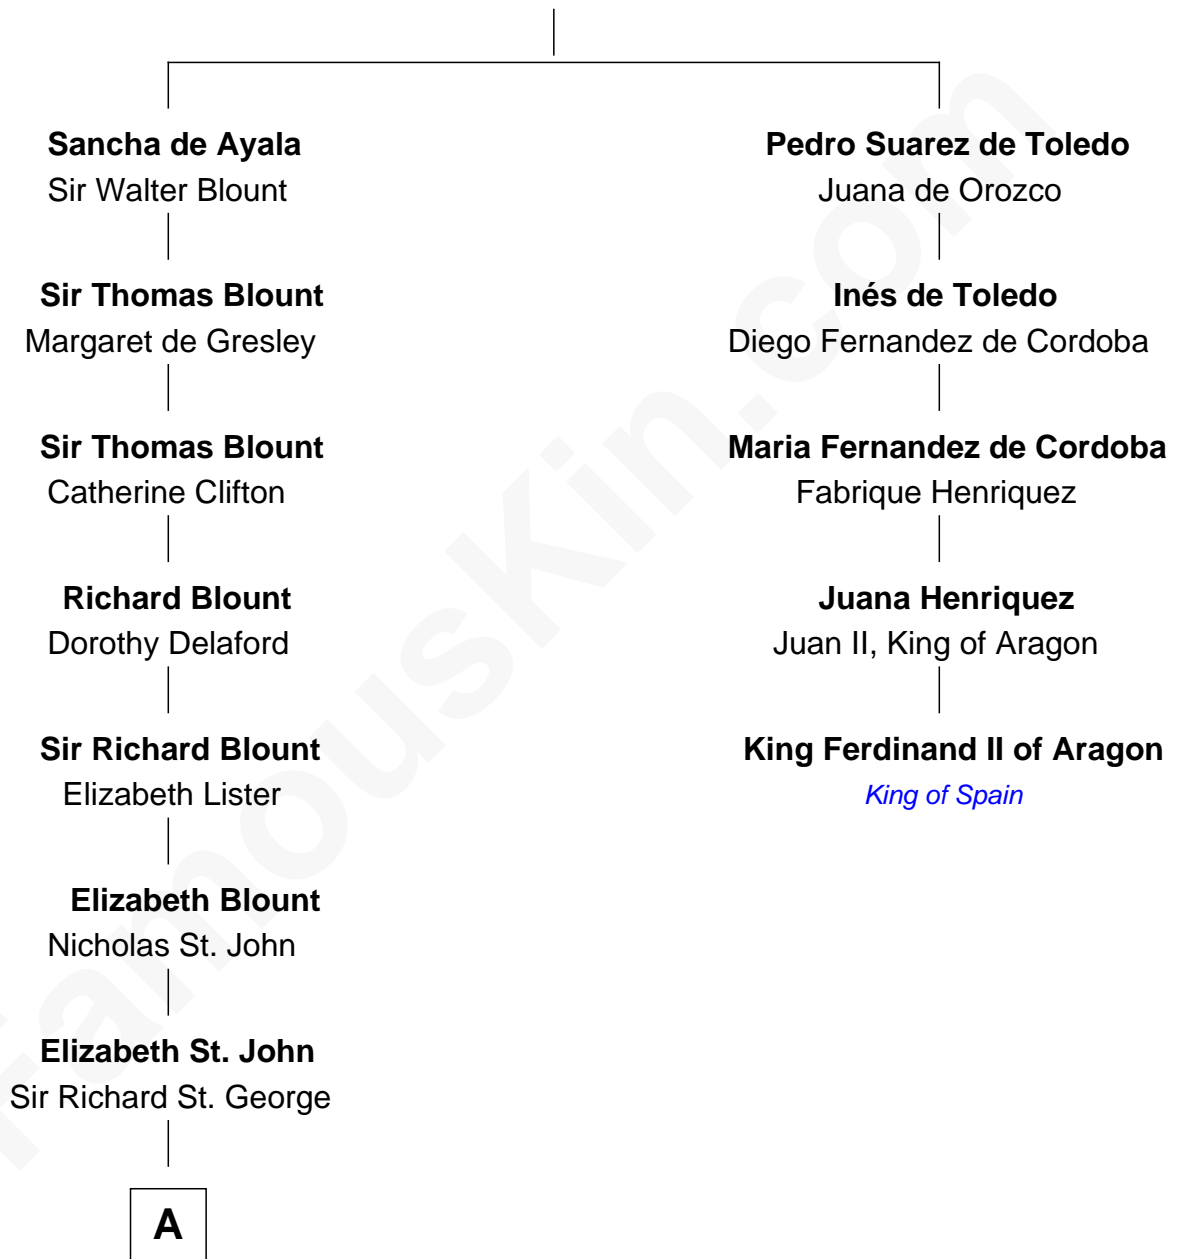 Sancha de Ayala
Sir Walter Blount
Pedro Suarez de Toledo
Juana de Orozco
Sir Thomas Blount
Margaret de Gresley
Inés de Toledo
Diego Fernandez de Cordoba
Sir Thomas Blount
Catherine Clifton
Maria Fernandez de Cordoba
Fabrique Henriquez
Richard Blount
Dorothy Delaford
Juana Henriquez
Juan II, King of Aragon
Sir Richard Blount
Elizabeth Lister
King Ferdinand II of Aragon
King of Spain
Elizabeth Blount
Nicholas St. John
Elizabeth St. John
Sir Richard St. George
A
FamousKin.com